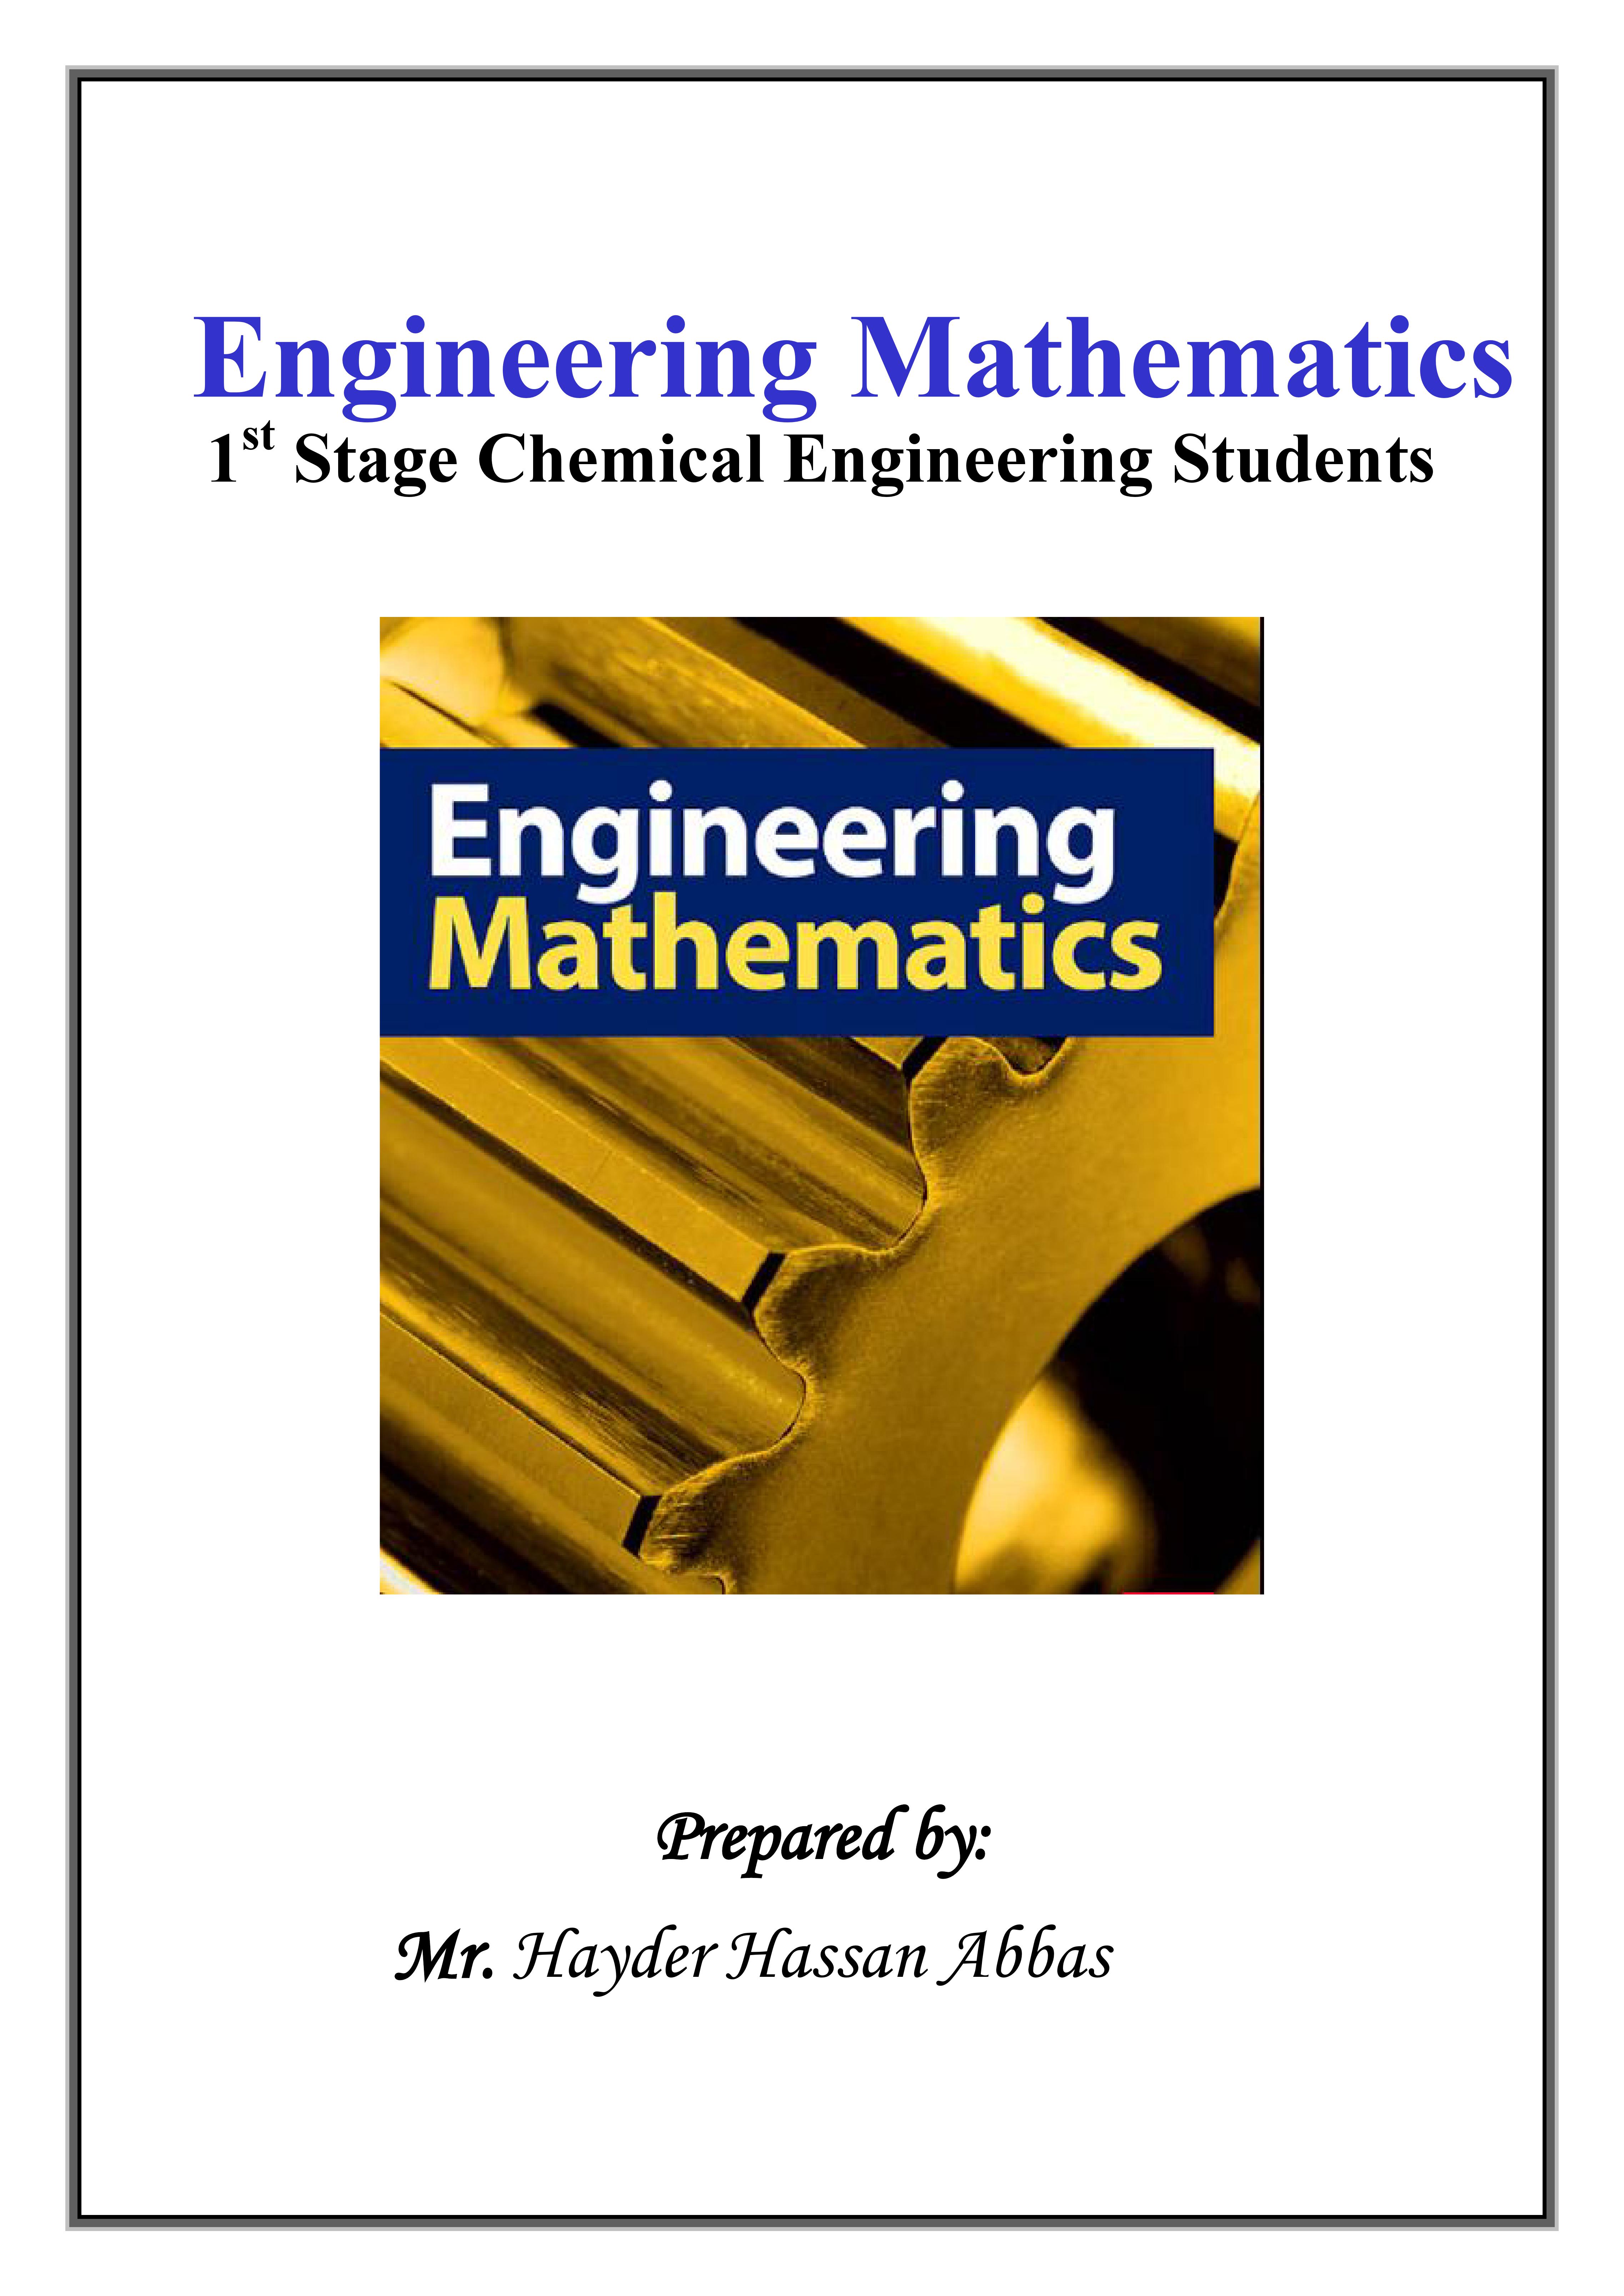 Engineering Mathematics
1st Stage Chemical Engineering Students
Engineering
Mathematics
Prepared by:
Mr. Hayder Hassan Abbas